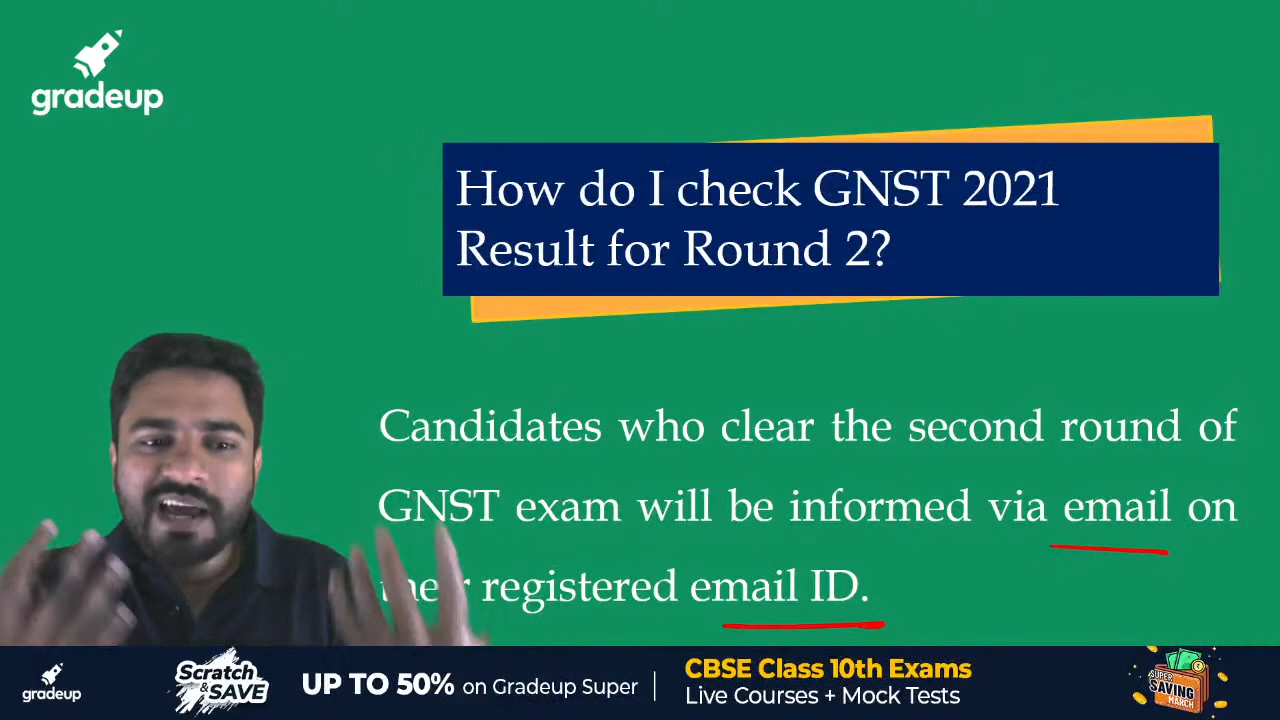 gradeup
How do I check GNST 2021
Result for Round 2?
Candidates who clear the second round of
GNST exam will be informed via email on
their registered email ID.
gradeup
Scratch
& SAVE
UP TO 50% on Gradeup Super
CBSE Class 10th Exams
Live Courses + Mock Tests
SUPER
SAVING
MARCH